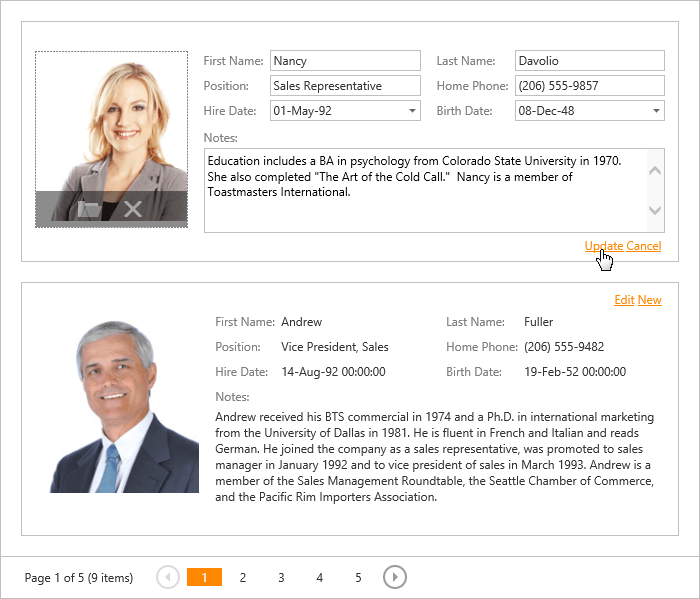 First Name: Nancy Last Name: Davolio
Position: Sales Representative Home Phone: (206) 555-9857
Hire Date: 01-May-92 Birth Date: 08-Dec-48
Notes:
Education includes a BA in psychology from Colorado State University in 1970.
She also completed "The Art of the Cold Call."  Nancy is a member of
Toastmasters International.
Update Cancel
Edit New
First Name: Andrew Last Name: Fuller
Position: Vice President, Sales Home Phone: (206) 555-9482
Hire Date: 14-Aug-92 00:00:00 Birth Date: 19-Feb-52 00:00:00
Notes:
Andrew received his BTS commercial in 1974 and a Ph.D. in international marketing
from the University of Dallas in 1981. He is fluent in French and Italian and reads
German. He joined the company as a sales representative, was promoted to sales
manager in January 1992 and to vice president of sales in March 1993. Andrew is a
member of the Sales Management Roundtable, the Seattle Chamber of Commerce,
and the Pacific Rim Importers Association.
Page 1 of 5 (9 items) 1 2 3 4 5